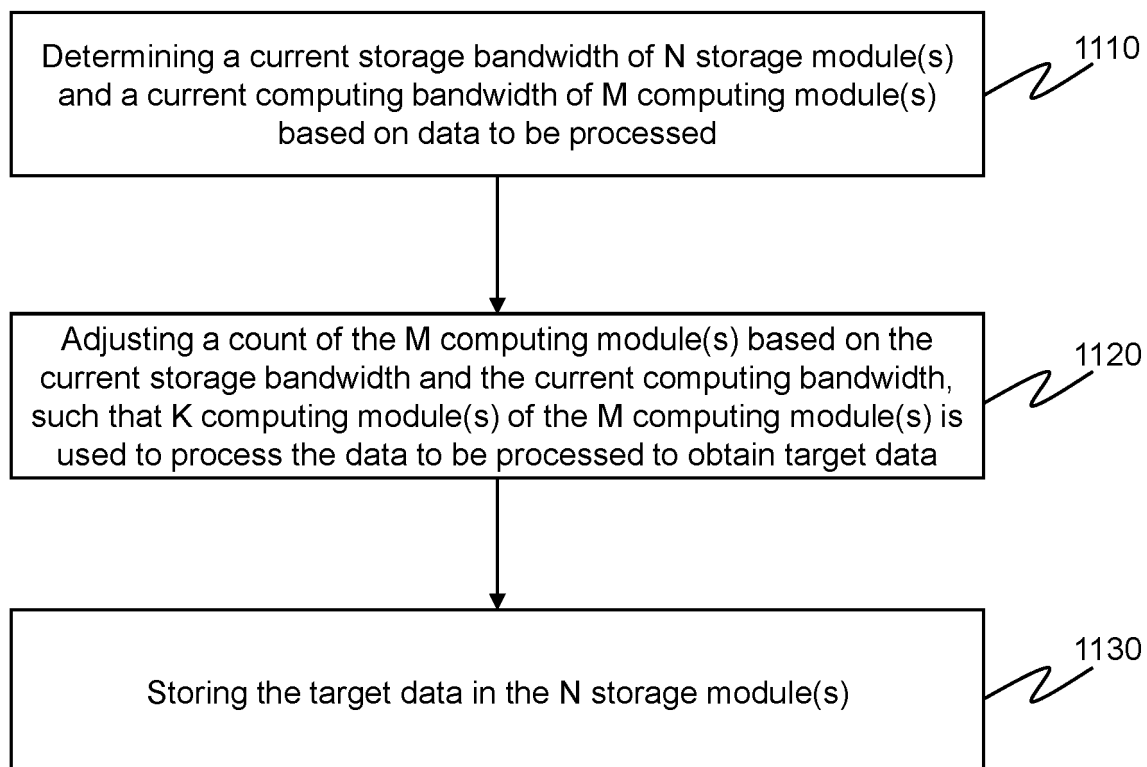 Determining a current storage bandwidth of N storage module(s)
and a current computing bandwidth of M computing module(s)
based on data to be processed
1110
Adjusting a count of the M computing module(s) based on the
current storage bandwidth and the current computing bandwidth,
such that K computing module(s) of the M computing module(s) is
used to process the data to be processed to obtain target data
1120
Storing the target data in the N storage module(s)
1130